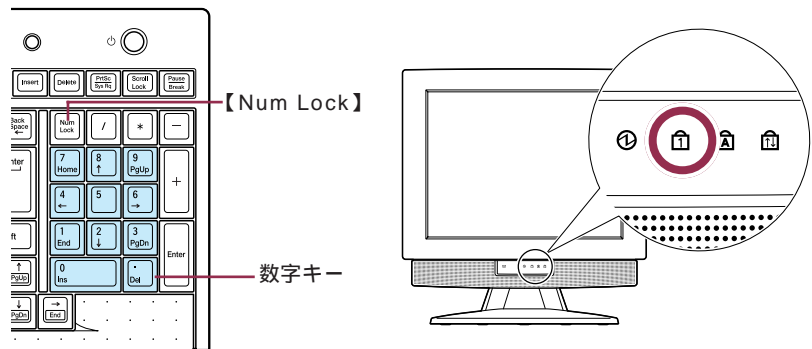 Insert Delete PrtSc Sys Rq Scroll Lock Pause Break
Back Space ← Num Lock / * −
【Num Lock】
7 Home 8 ↑ 9 PgUp +
4 ← 5 6 →
1 End 2 ↓ 3 PgDn Enter
0 Ins . Del
数字キー
↑ PgUp
↓ PgDn → End
1 A